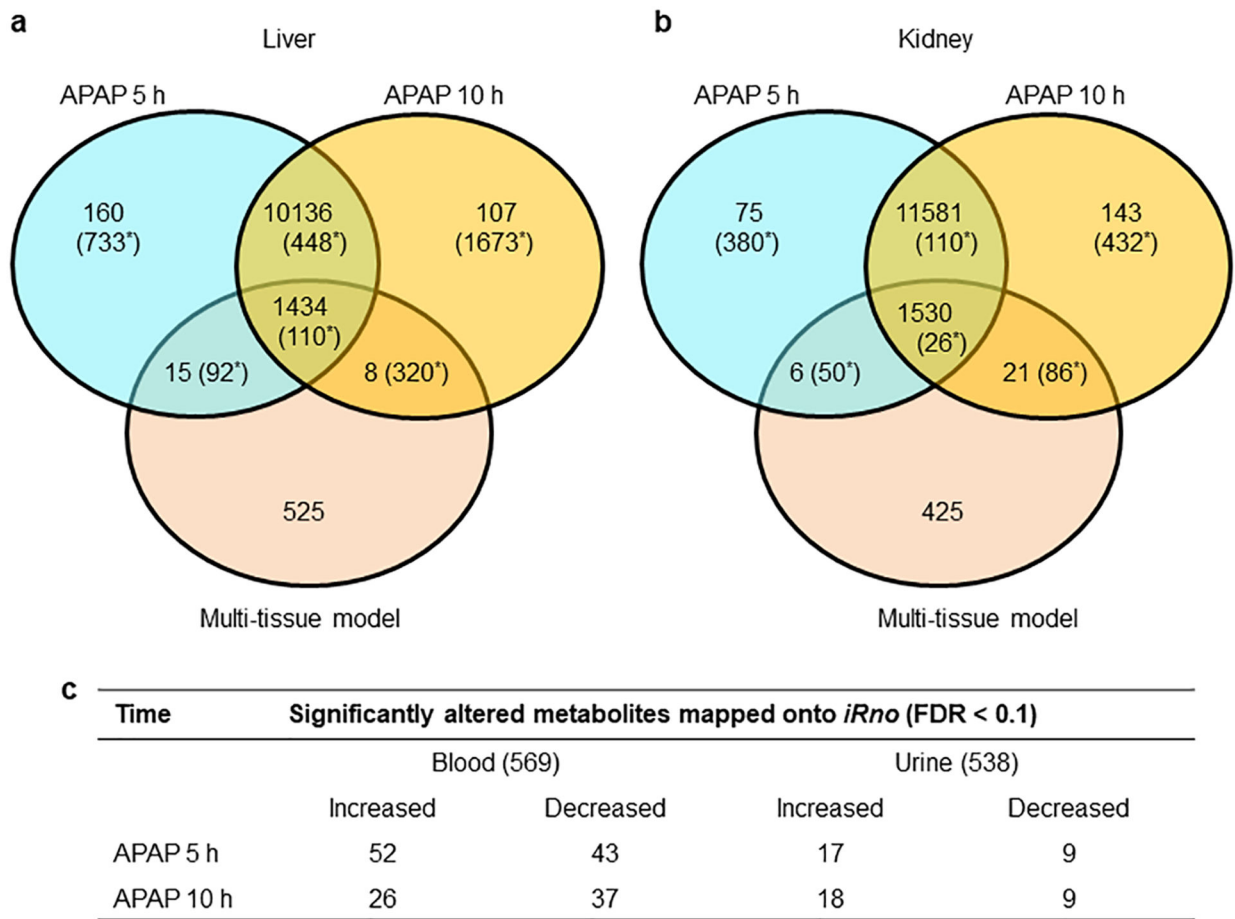 a
Liver
APAP 5 h
APAP 10 h
160
(733*)
10136
(448*)
107
(1673*)
1434
(110*)
15 (92*)
8 (320*)
525
Multi-tissue model
b
Kidney
APAP 5 h
APAP 10 h
75
(380*)
11581
(110*)
143
(432*)
1530
(26*)
6 (50*)
21 (86*)
425
Multi-tissue model
c
Time Significantly altered metabolites mapped onto iRno (FDR < 0.1)
Blood (569) Urine (538)
Increased Decreased Increased Decreased
APAP 5 h 52 43 17 9
APAP 10 h 26 37 18 9